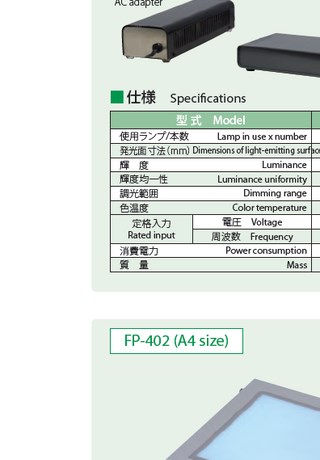 AC adapter
■仕様 Specifications
型 式 Model
使用ランプ/本数 Lamp in use x number
発光面寸法(mm) Dimensions of light-emitting surface
輝 度 Luminance
輝度均一性 Luminance uniformity
調光範囲 Dimming range
色温度 Color temperature
定格入力 電圧 Voltage
Rated input 周波数 Frequency
消費電力 Power consumption
質 量 Mass
FP-402 (A4 size)